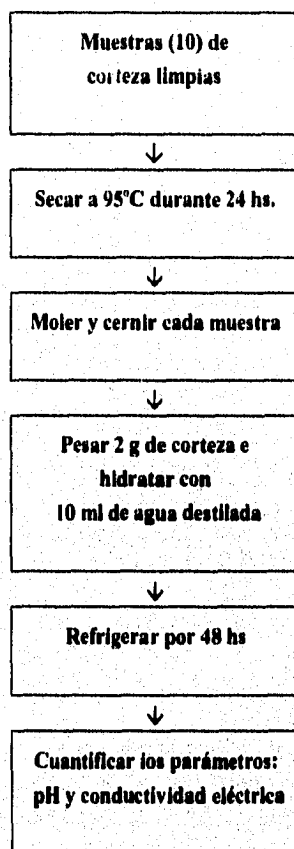 Muestras (10) de
corteza limpias
↓
Secar a 95°C durante 24 hs.
↓
Moler y cernir cada muestra
↓
Pesar 2 g de corteza e
hidratar con
10 ml de agua destilada
↓
Refrigerar por 48 hs
↓
Cuantificar los parámetros:
pH y conductividad eléctrica